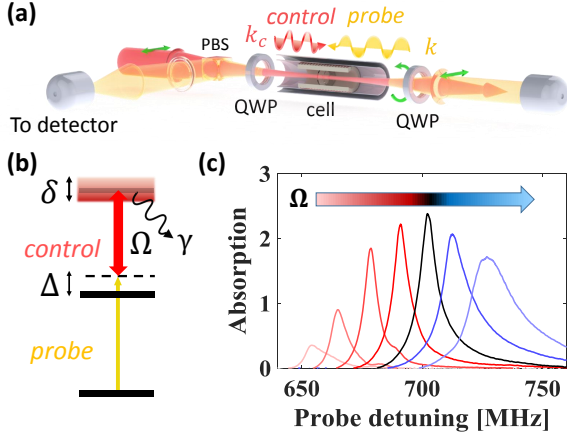 (a)
control probe
k_c k
PBS
QWP
cell
QWP
To detector
(b)
δ
control
Ω
γ
Δ
probe
(c)
Ω
3
2
1
0
Absorption
650 700 750
Probe detuning [MHz]